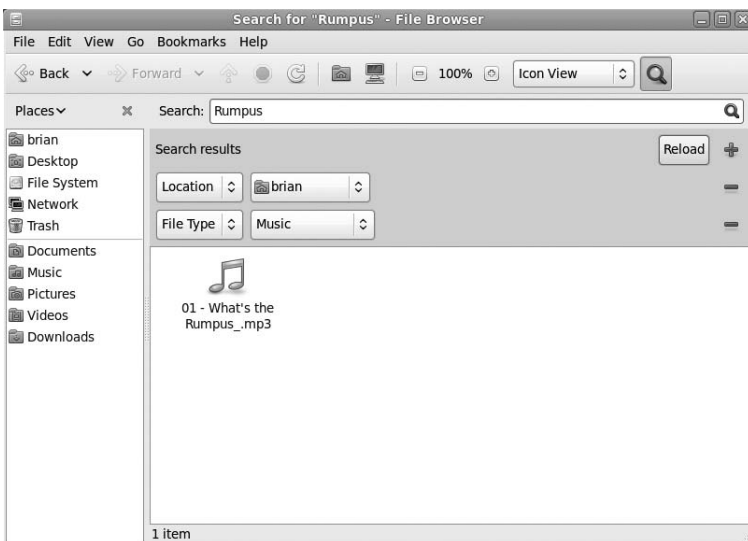 Search for "Rumpus" - File Browser
File Edit View Go Bookmarks Help
Back Forward 100% Icon View
Places Search: Rumpus
brian
Desktop
File System
Network
Trash
Documents
Music
Pictures
Videos
Downloads
Search results Reload
Location brian
File Type Music
01 - What's the
Rumpus_.mp3
1 item